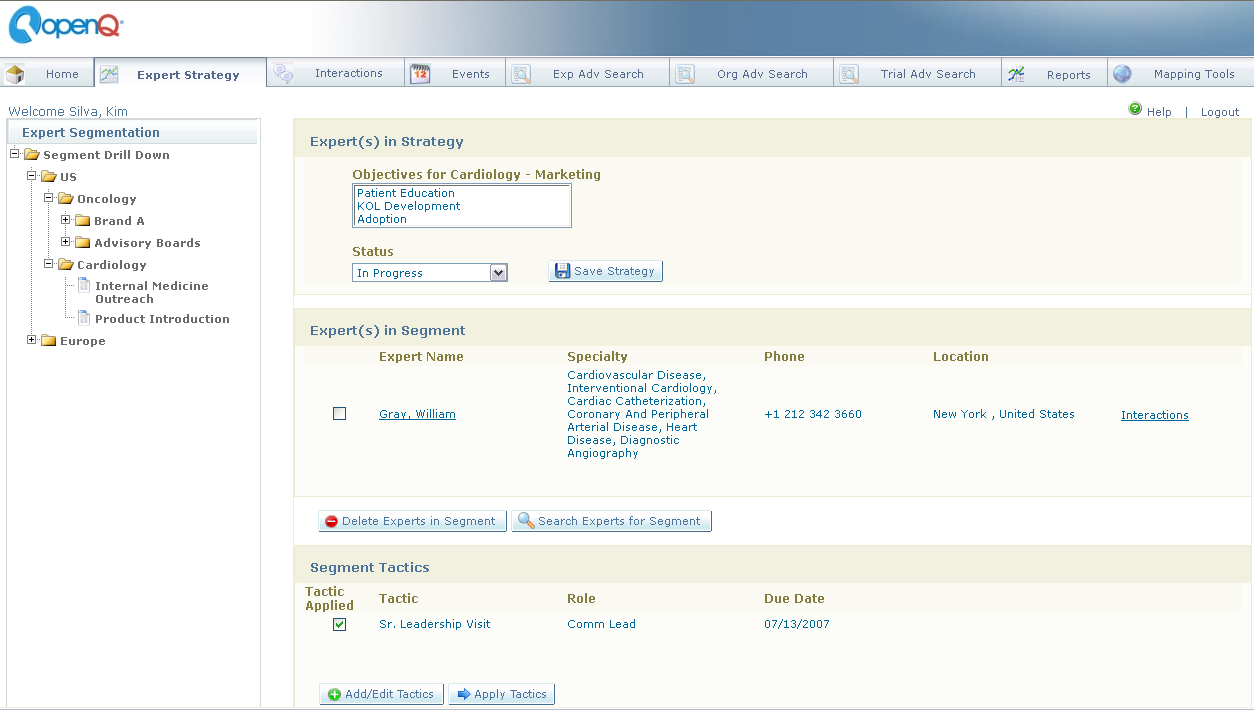 openQ
Home
Expert Strategy
Interactions
12
Events
Exp Adv Search
Org Adv Search
Trial Adv Search
Reports
Mapping Tools
Welcome Silva, Kim
? Help | Logout
Expert Segmentation
Segment Drill Down
US
Oncology
Brand A
Advisory Boards
Cardiology
Internal Medicine
Outreach
Product Introduction
Europe
Expert(s) in Strategy
Objectives for Cardiology - Marketing
Patient Education
KOL Development
Adoption
Status
In Progress
Save Strategy
Expert(s) in Segment
Expert Name Specialty Phone Location
Cardiovascular Disease,
Interventional Cardiology,
Cardiac Catheterization,
Gray, William Coronary And Peripheral +1 212 342 3660 New York , United States Interactions
Arterial Disease, Heart
Disease, Diagnostic
Angiography
Delete Experts in Segment
Search Experts for Segment
Segment Tactics
Tactic
Applied Tactic Role Due Date
Sr. Leadership Visit Comm Lead 07/13/2007
Add/Edit Tactics
Apply Tactics